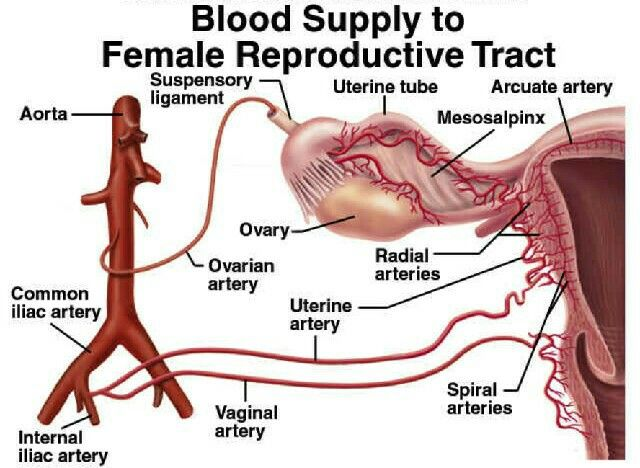 Blood Supply to
Female Reproductive Tract
Suspensory
ligament
Uterine tube
Arcuate artery
Aorta
Mesosalpinx
Ovary
Ovarian
artery
Radial
arteries
Common
iliac artery
Uterine
artery
Spiral
arteries
Vaginal
artery
Internal
iliac artery